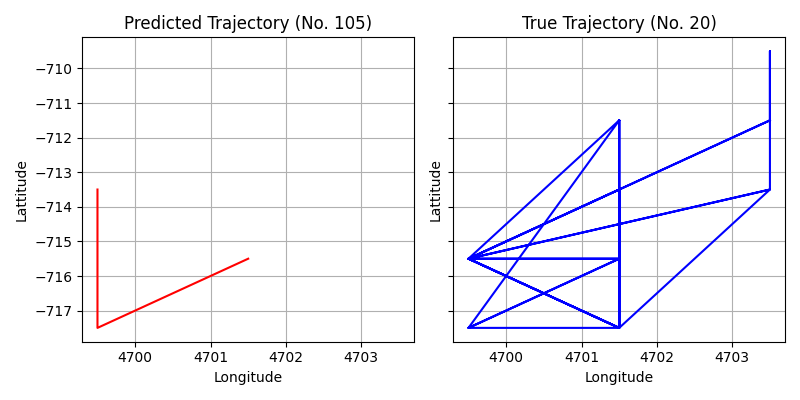 Predicted Trajectory (No. 105)
True Trajectory (No. 20)
Lattitude
−710
−711
−712
−713
−714
−715
−716
−717
4700 4701 4702 4703
Longitude
Lattitude
4700 4701 4702 4703
Longitude